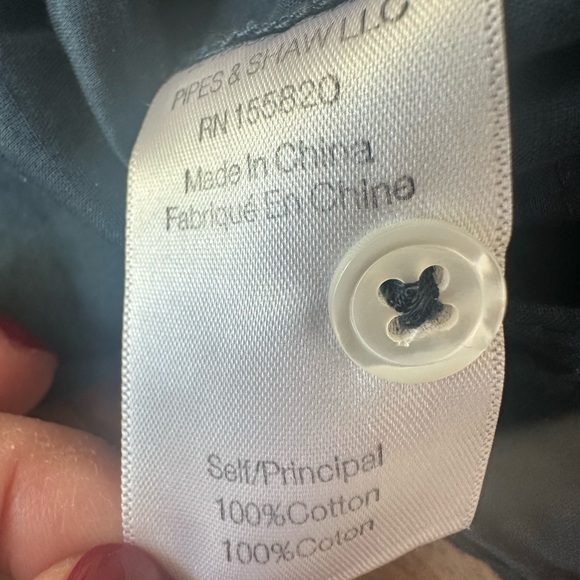 PIPES & SHAW LLC
RN 155820
Made In China
Fabriqué En Chine
Self/Principal
100%Cotton
100%Coton